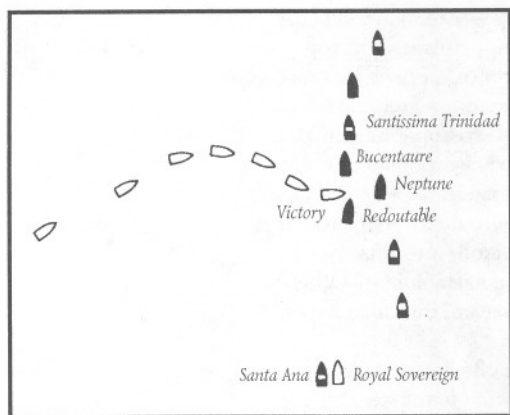 Santissima Trinidad
Bucentaure
Neptune
Victory Redoutable
Santa Ana Royal Sovereign